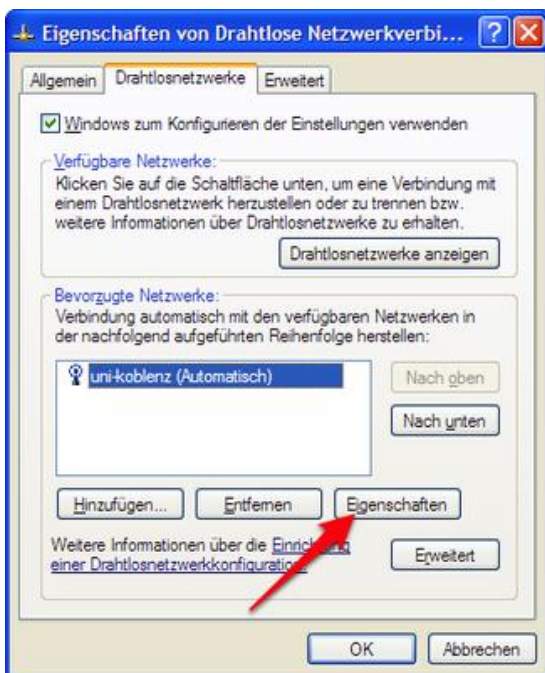 Eigenschaften von Drahtlose Netzwerkverbi...
Allgemein
Drahtlosnetzwerke
Erweitert
Windows zum Konfigurieren der Einstellungen verwenden
Verfügbare Netzwerke:
Klicken Sie auf die Schaltfläche unten, um eine Verbindung mit
einem Drahtlosnetzwerk herzustellen oder zu trennen bzw.
weitere Informationen über Drahtlosnetzwerke zu erhalten.
Drahtlosnetzwerke anzeigen
Bevorzugte Netzwerke:
Verbindung automatisch mit den verfügbaren Netzwerken in
der nachfolgend aufgeführten Reihenfolge herstellen:
uni-koblenz (Automatisch)
Nach oben
Nach unten
Hinzufügen...
Entfernen
Eigenschaften
Weitere Informationen über die Einrichtung
einer Drahtlosnetzwerkkonfiguration.
Erweitert
OK
Abbrechen